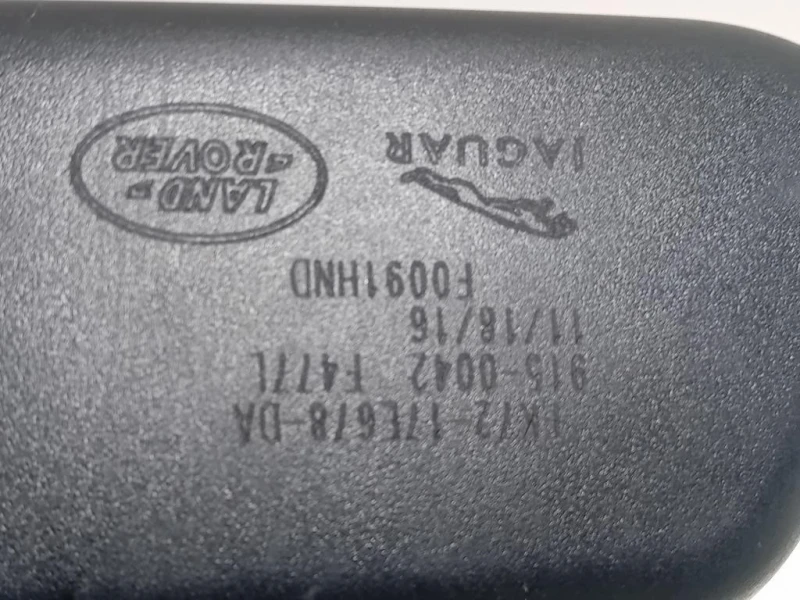 FK72-17E678-DA
915-0042 F477L
11/18/16
F0091HND
JAGUAR
LAND-
ROVER